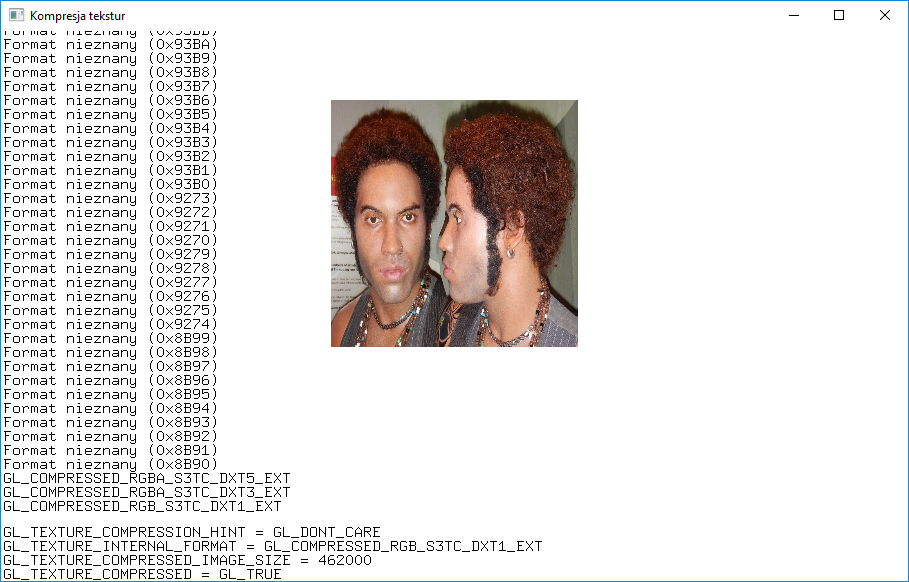 Kompresja tekstur
Format nieznany (0x93BB)
Format nieznany (0x93BA)
Format nieznany (0x93B9)
Format nieznany (0x93B8)
Format nieznany (0x93B7)
Format nieznany (0x93B6)
Format nieznany (0x93B5)
Format nieznany (0x93B4)
Format nieznany (0x93B3)
Format nieznany (0x93B2)
Format nieznany (0x93B1)
Format nieznany (0x93B0)
Format nieznany (0x9273)
Format nieznany (0x9272)
Format nieznany (0x9271)
Format nieznany (0x9270)
Format nieznany (0x9279)
Format nieznany (0x9278)
Format nieznany (0x9277)
Format nieznany (0x9276)
Format nieznany (0x9275)
Format nieznany (0x9274)
Format nieznany (0x8B99)
Format nieznany (0x8B98)
Format nieznany (0x8B97)
Format nieznany (0x8B96)
Format nieznany (0x8B95)
Format nieznany (0x8B94)
Format nieznany (0x8B93)
Format nieznany (0x8B92)
Format nieznany (0x8B91)
Format nieznany (0x8B90)
GL_COMPRESSED_RGBA_S3TC_DXT5_EXT
GL_COMPRESSED_RGBA_S3TC_DXT3_EXT
GL_COMPRESSED_RGB_S3TC_DXT1_EXT
GL_TEXTURE_COMPRESSION_HINT = GL_DONT_CARE
GL_TEXTURE_INTERNAL_FORMAT = GL_COMPRESSED_RGB_S3TC_DXT1_EXT
GL_TEXTURE_COMPRESSED_IMAGE_SIZE = 462000
GL_TEXTURE_COMPRESSED = GL_TRUE